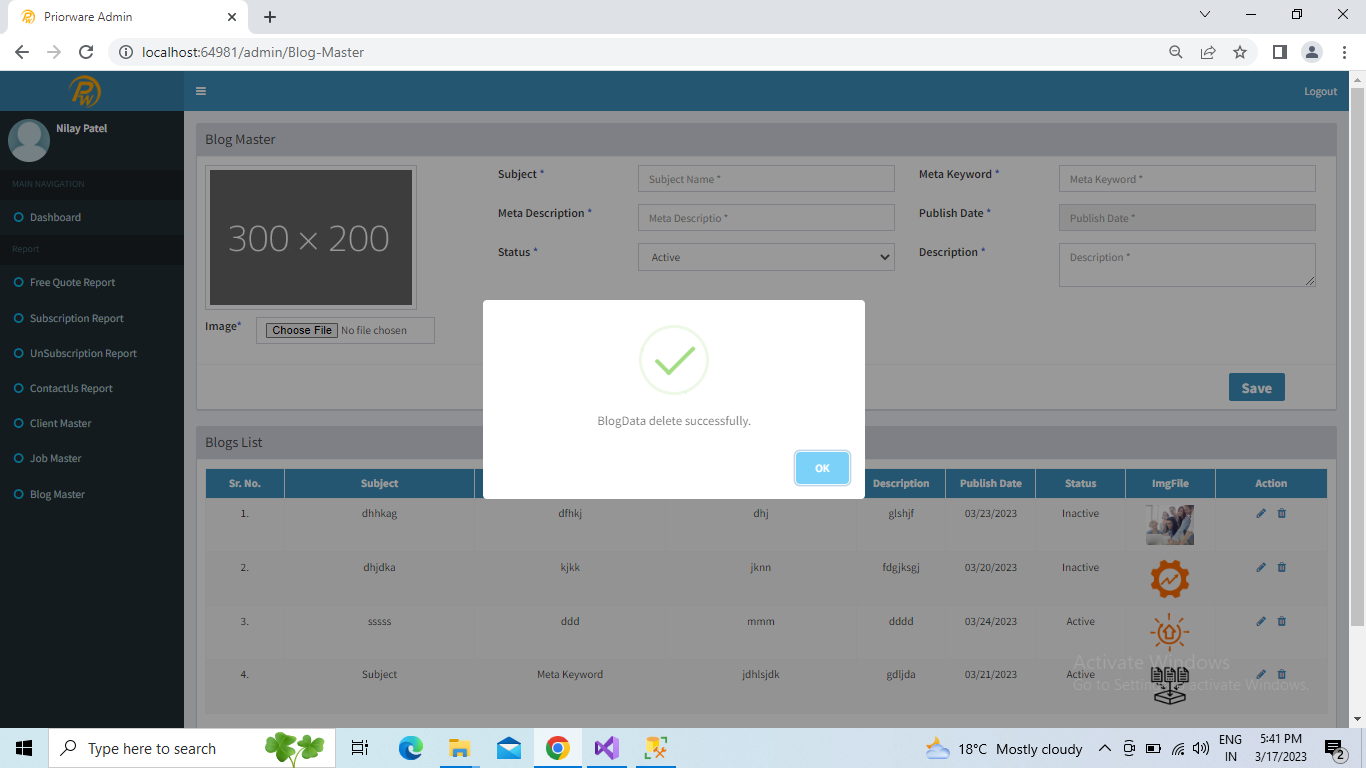 Priorware Admin
localhost:64981/admin/Blog-Master
PW
Logout
Nilay Patel
MAIN NAVIGATION
Dashboard
Report
Free Quote Report
Subscription Report
UnSubscription Report
ContactUs Report
Client Master
Job Master
Blog Master
Blog Master
300 × 200
Image*
Choose File No file chosen
Subject * Subject Name * Meta Keyword * Meta Keyword *
Meta Description * Meta Descriptio * Publish Date * Publish Date *
Status * Active Description * Description *
Save
BlogData delete successfully.
OK
Blogs List
Sr. No. Subject Description Publish Date Status ImgFile Action
1. dhhkag dfhkj dhj glshjf 03/23/2023 Inactive
2. dhjdka kjkk jknn fdgjksgj 03/20/2023 Inactive
3. sssss ddd mmm dddd 03/24/2023 Active
4. Subject Meta Keyword jdhlsjdk gdljda 03/21/2023 Active
Activate Windows
Go to Settings to activate Windows.
Type here to search
18°C Mostly cloudy
ENG
IN
5:41 PM
3/17/2023
2